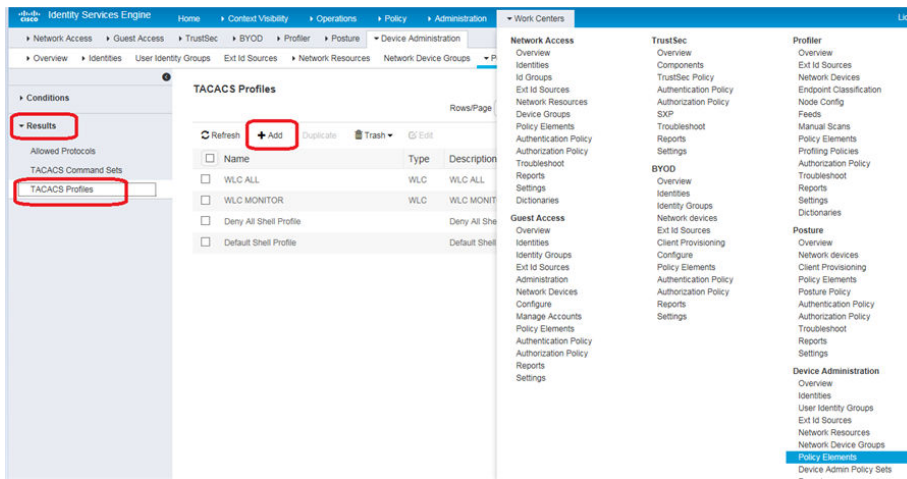 CISCO Identity Services Engine Home Context Visibility Operations Policy Administration Work Centers
Network Access Guest Access TrustSec BYOD Profiler Posture Device Administration
Overview Identities User Identity Groups Ext Id Sources Network Resources Network Device Groups
Conditions
Results
Allowed Protocols
TACACS Command Sets
TACACS Profiles
TACACS Profiles
Rows/Page
Refresh Add Duplicate Trash Edit
Name Type Description
WLC ALL WLC WLC ALL
WLC MONITOR WLC WLC MONIT
Deny All Shell Profile Deny All She
Default Shell Profile Default Shell
Network Access
Overview
Identities
Id Groups
Ext Id Sources
Network Resources
Device Groups
Policy Elements
Authentication Policy
Authorization Policy
Troubleshoot
Reports
Settings
Dictionaries
Guest Access
Overview
Identities
Identity Groups
Ext Id Sources
Administration
Network Devices
Configure
Manage Accounts
Policy Elements
Authentication Policy
Authorization Policy
Reports
Settings
TrustSec
Overview
Components
TrustSec Policy
Authentication Policy
Authorization Policy
SXP
Troubleshoot
Reports
Settings
BYOD
Overview
Identities
Identity Groups
Network devices
Ext Id Sources
Client Provisioning
Configure
Policy Elements
Authentication Policy
Authorization Policy
Reports
Settings
Profiler
Overview
Ext Id Sources
Network Devices
Endpoint Classification
Node Config
Feeds
Manual Scans
Policy Elements
Profiling Policies
Authorization Policy
Troubleshoot
Reports
Settings
Dictionaries
Posture
Overview
Network devices
Client Provisioning
Policy Elements
Posture Policy
Authentication Policy
Authorization Policy
Troubleshoot
Reports
Settings
Device Administration
Overview
Identities
User Identity Groups
Ext Id Sources
Network Resources
Network Device Groups
Policy Elements
Device Admin Policy Sets